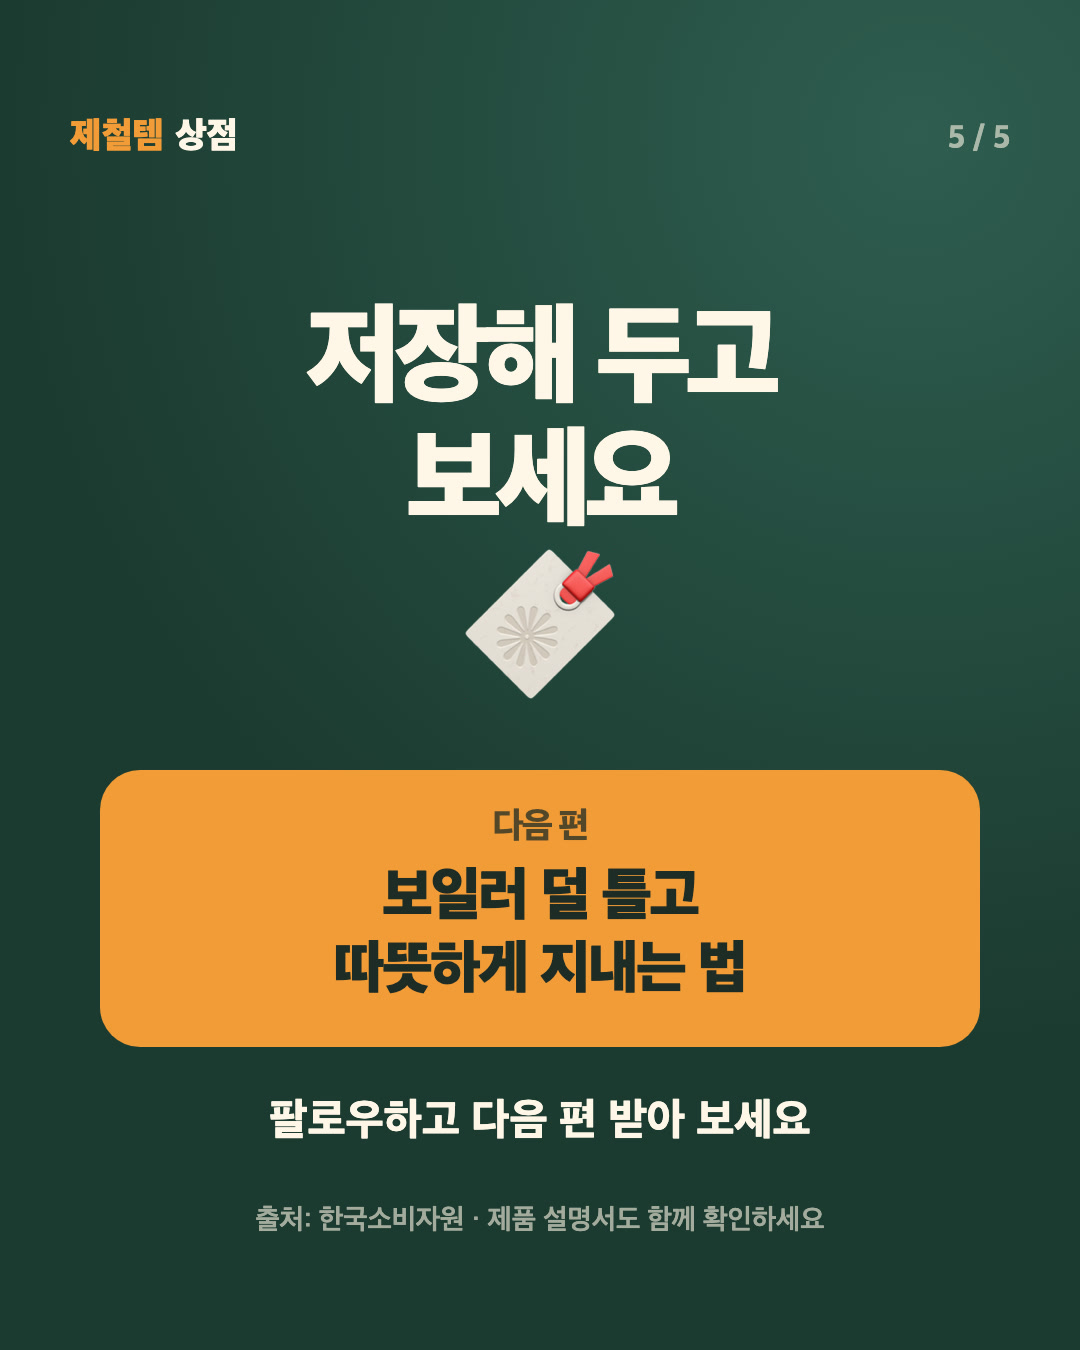 제철템 상점
5 / 5
저장해 두고
보세요
다음 편
보일러 덜 틀고
따뜻하게 지내는 법
팔로우하고 다음 편 받아 보세요
출처: 한국소비자원 · 제품 설명서도 함께 확인하세요